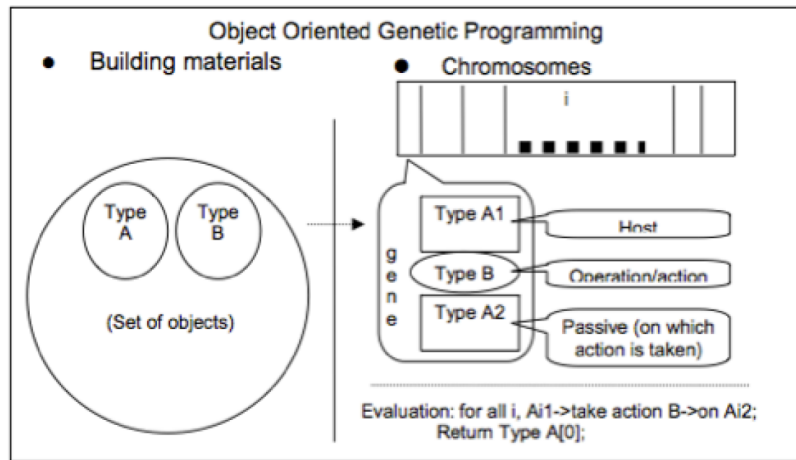 Object Oriented Genetic Programming
● Building materials
● Chromosomes
i
Type
A
Type
B
(Set of objects)
gene
Type A1
Type B
Type A2
Host
Operation/action
Passive (on which
action is taken)
Evaluation: for all i, Ai1->take action B->on Ai2;
Return Type A[0];